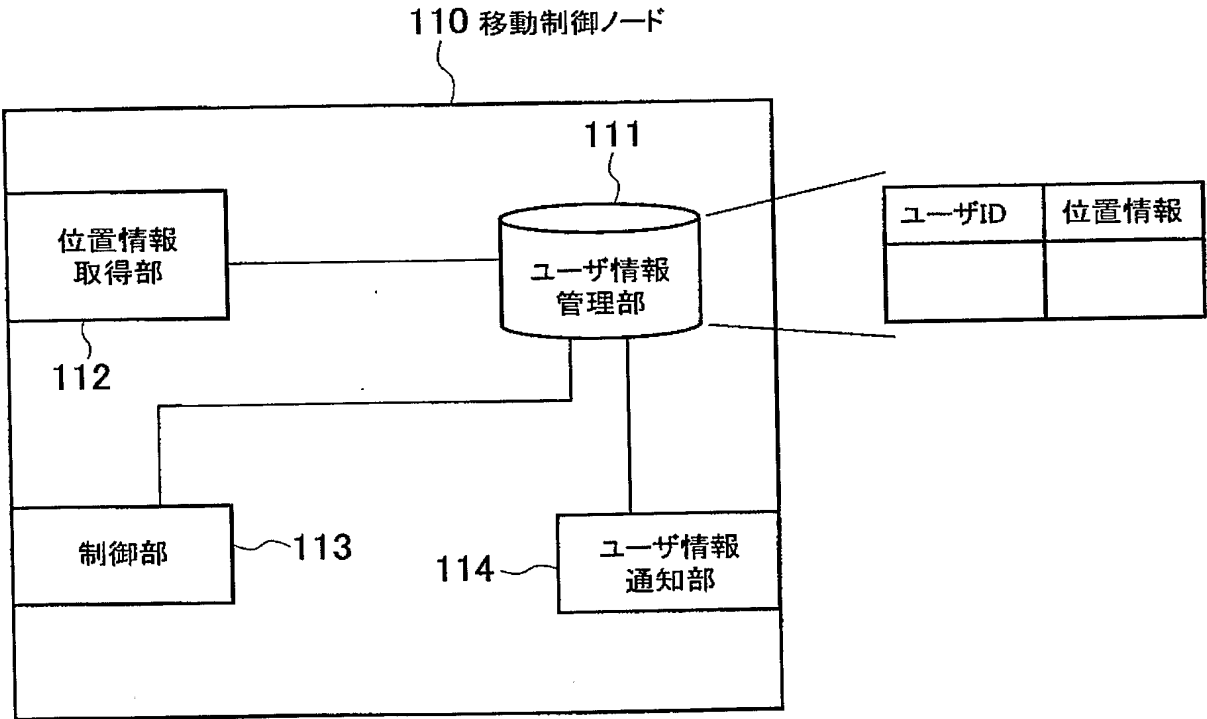 110 移動制御ノード
111
位置情報
取得部
112
ユーザ情報
管理部
ユーザID
位置情報
制御部
113
114
ユーザ情報
通知部